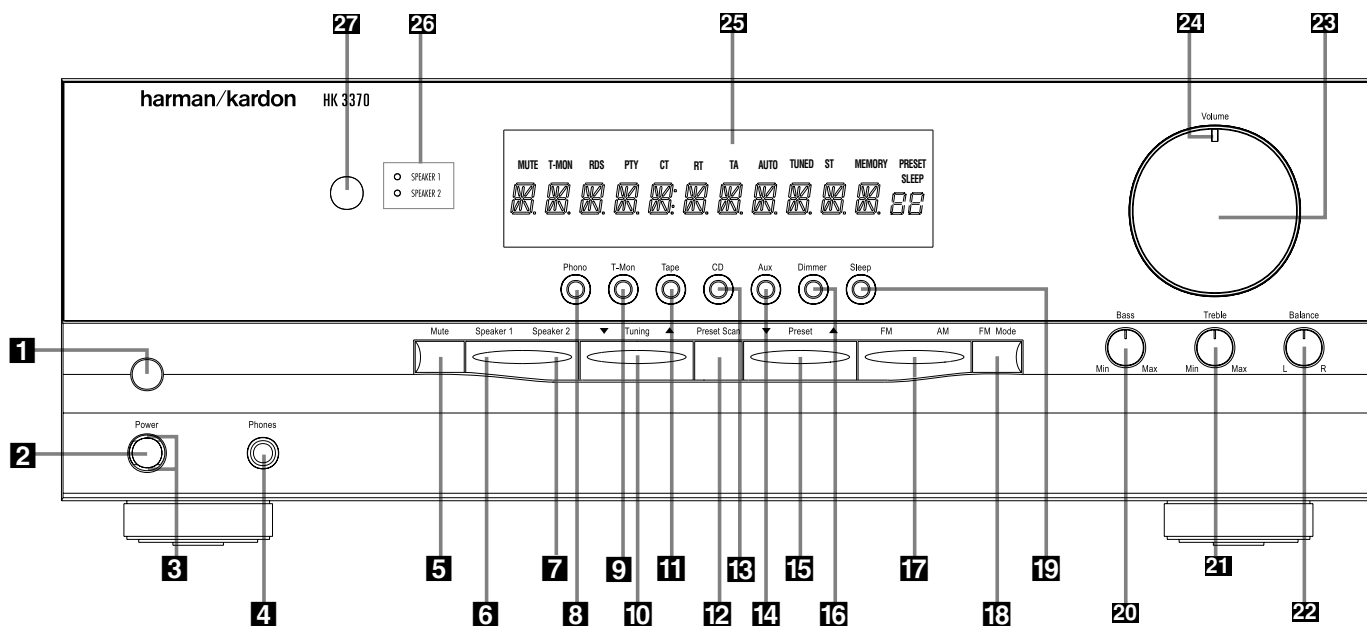 27 26 25 24 23
harman/kardon HK 3370
Volume
SPEAKER 1
SPEAKER 2
MUTE T-MON RDS PTY CT RT TA AUTO TUNED ST MEMORY PRESET
SLEEP
Phono T-Mon Tape CD Aux Dimmer Sleep
Mute Speaker 1 Speaker 2 ▼ Tuning ▲ Preset Scan ▼ Preset ▲ FM AM FM Mode
Bass Treble Balance
Min Max Min Max L R
1
Power Phones
2
3 5 7 9 11 13 15 17 19 21
4 6 8 10 12 14 16 18 20 22